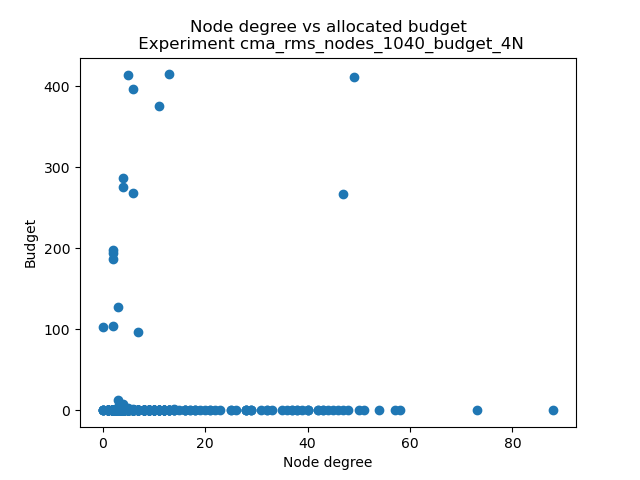 Node degree vs allocated budget
Experiment cma_rms_nodes_1040_budget_4N
400
300
200
100
0
Budget
0 20 40 60 80
Node degree